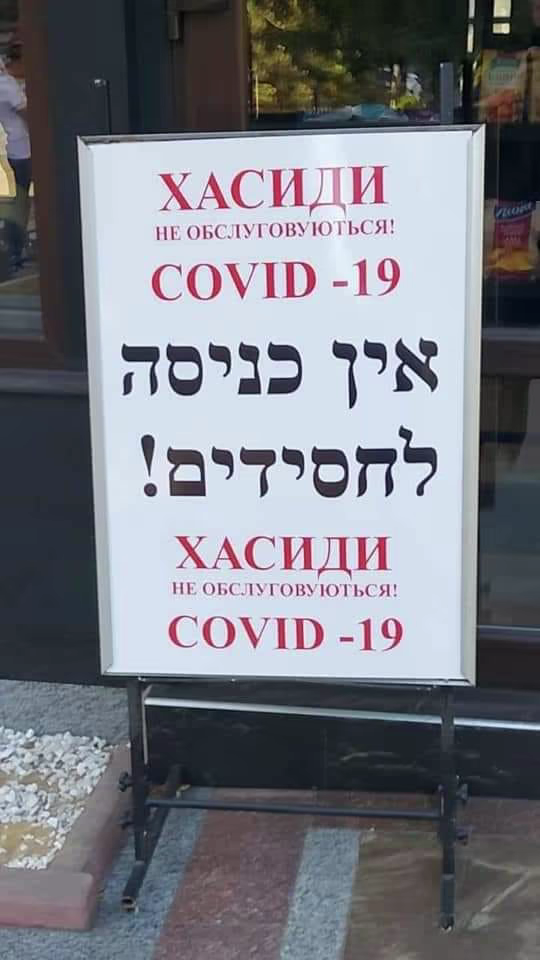 ХАСИДИ
НЕ ОБСЛУГОВУЮТЬСЯ!
COVID -19
אין כניסה
לחסידים!
ХАСИДИ
НЕ ОБСЛУГОВУЮТЬСЯ!
COVID -19